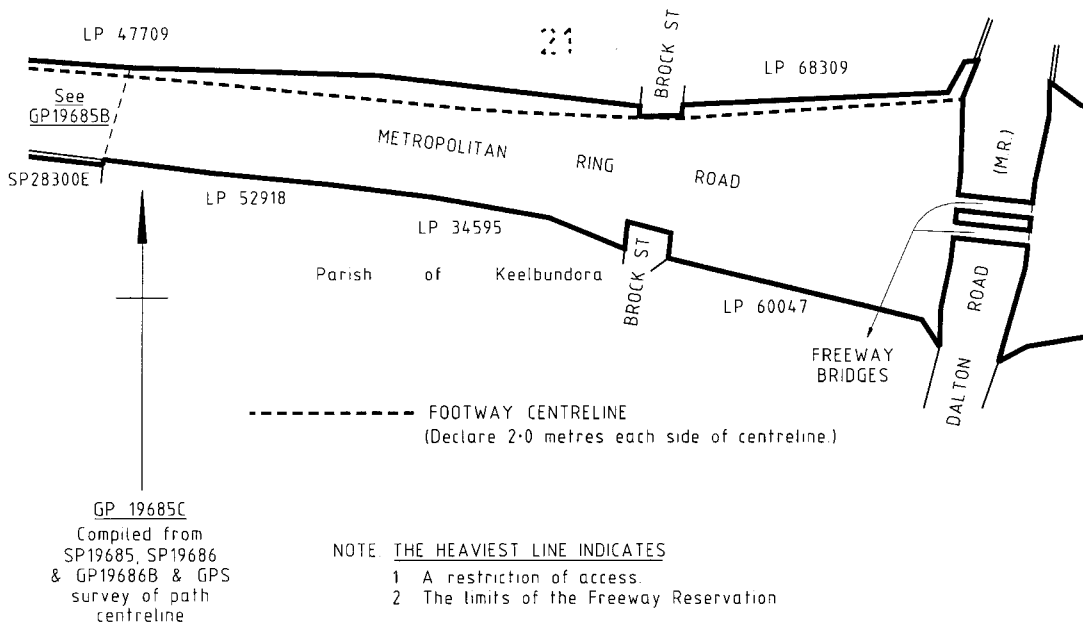 LP 47709
21
BROCK ST
LP 68309
See
GP19685B
METROPOLITAN RING ROAD
(M.R.)
SP28300E
LP 52918
LP 34595
Parish of Keelbundora
BROCK ST
LP 60047
FREEWAY
BRIDGES
DALTON ROAD
FOOTWAY CENTRELINE
(Declare 2·0 metres each side of centreline.)
GP 19685C
Compiled from
SP19685, SP19686
& GP19686B & GPS
survey of path
centreline
NOTE. THE HEAVIEST LINE INDICATES
1 A restriction of access.
2 The limits of the Freeway Reservation